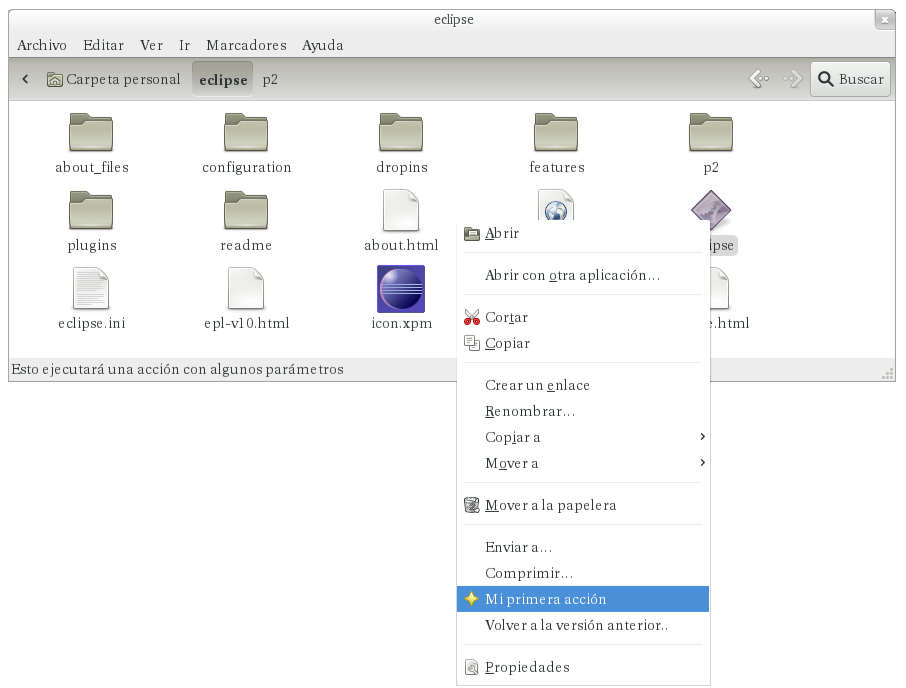 eclipse
Archivo Editar Ver Ir Marcadores Ayuda
Carpeta personal eclipse p2 Buscar
about_files configuration dropins features p2
plugins readme about.html ipse
eclipse.ini epl-v10.html icon.xpm e.html
Esto ejecutará una acción con algunos parámetros
Abrir
Abrir con otra aplicación...
Cortar
Copiar
Crear un enlace
Renombrar...
Copiar a
Mover a
Mover a la papelera
Enviar a...
Comprimir...
Mi primera acción
Volver a la versión anterior..
Propiedades